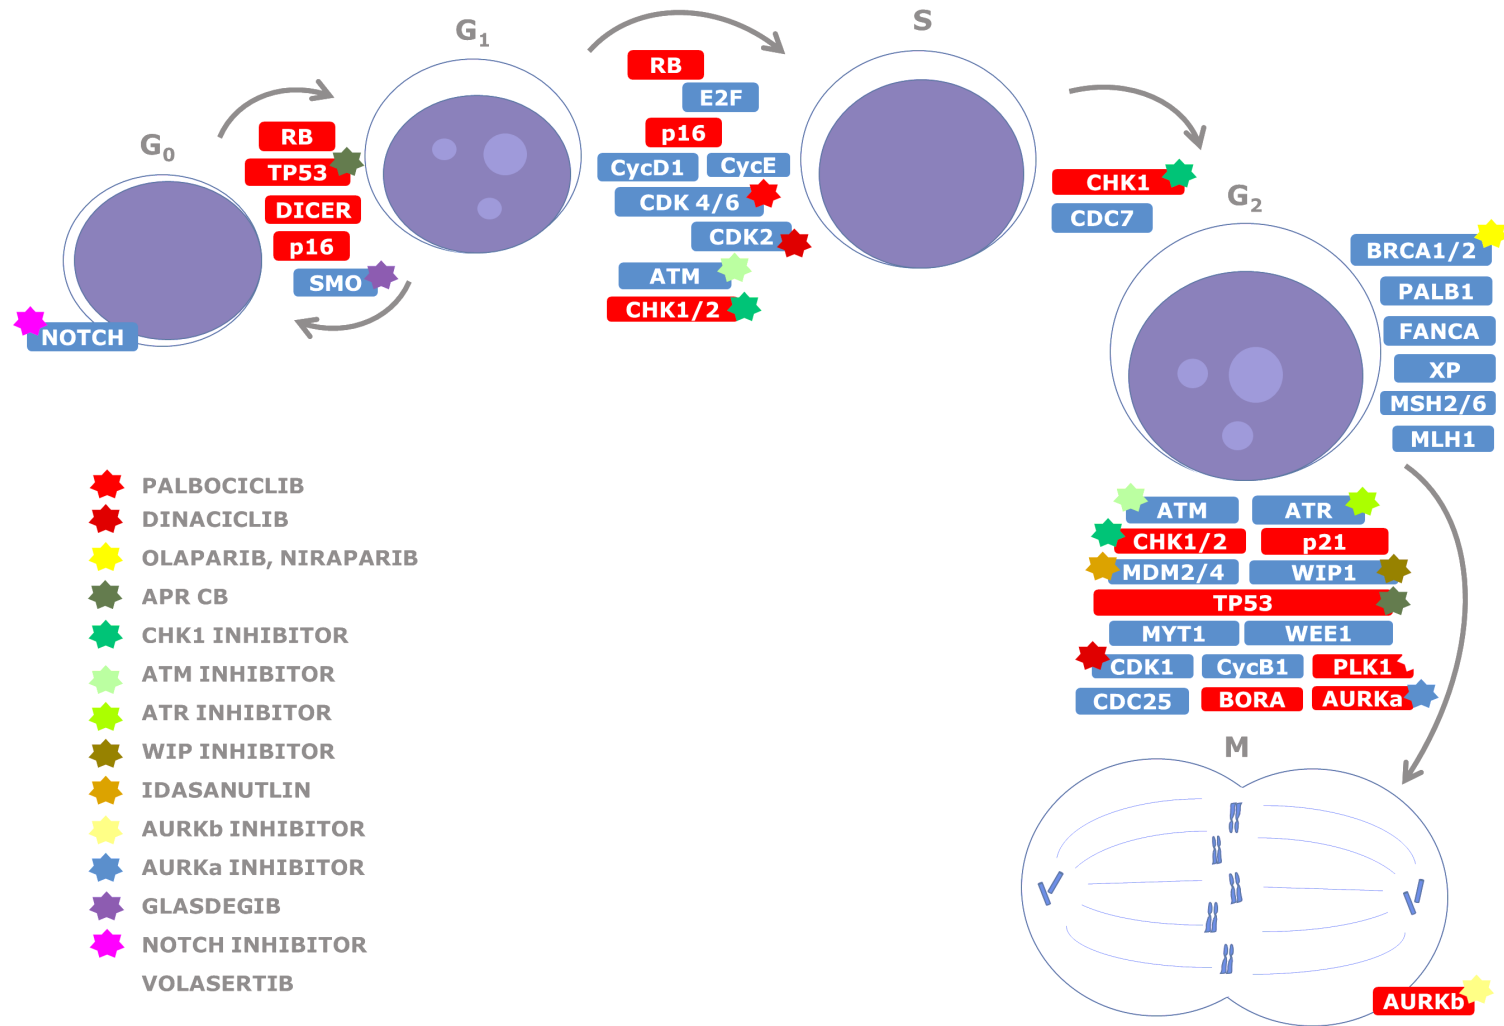 G0
RB
TP53
DICER
p16
SMO
NOTCH
G1
RB
E2F
p16
CycD1 CycE
CDK 4/6
CDK2
ATM
CHK1/2
S
CHK1
CDC7
G2
BRCA1/2
PALB1
FANCA
XP
MSH2/6
MLH1
ATM ATR
CHK1/2 p21
MDM2/4 WIP1
TP53
MYT1 WEE1
CDK1 CycB1 PLK1
CDC25 BORA AURKa
M
AURKb
PALBOCICLIB
DINACICLIB
OLAPARIB, NIRAPARIB
APR CB
CHK1 INHIBITOR
ATM INHIBITOR
ATR INHIBITOR
WIP INHIBITOR
IDASANUTLIN
AURKb INHIBITOR
AURKa INHIBITOR
GLASDEGIB
NOTCH INHIBITOR
VOLASERTIB